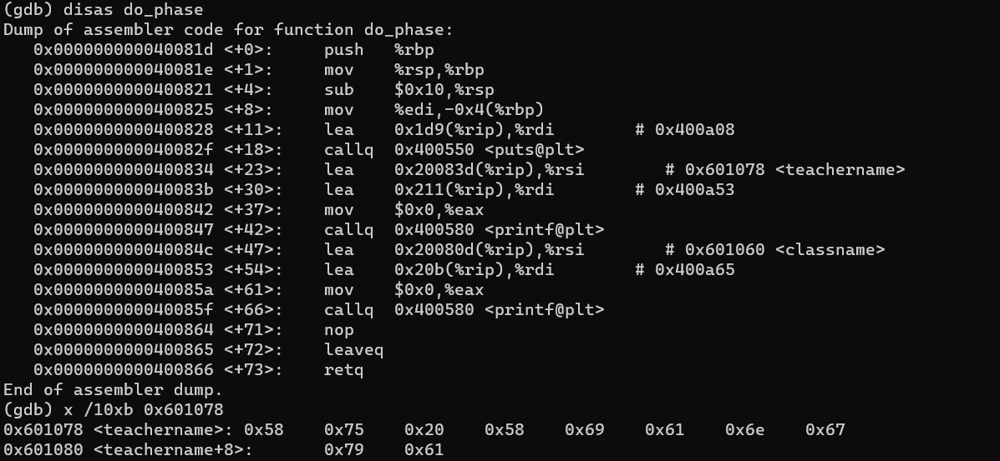 (gdb) disas do_phase
Dump of assembler code for function do_phase:
   0x000000000040081d <+0>:     push   %rbp
   0x000000000040081e <+1>:     mov    %rsp,%rbp
   0x0000000000400821 <+4>:     sub    $0x10,%rsp
   0x0000000000400825 <+8>:     mov    %edi,-0x4(%rbp)
   0x0000000000400828 <+11>:    lea    0x1d9(%rip),%rdi        # 0x400a08
   0x000000000040082f <+18>:    callq  0x400550 <puts@plt>
   0x0000000000400834 <+23>:    lea    0x20083d(%rip),%rsi        # 0x601078 <teachername>
   0x000000000040083b <+30>:    lea    0x211(%rip),%rdi        # 0x400a53
   0x0000000000400842 <+37>:    mov    $0x0,%eax
   0x0000000000400847 <+42>:    callq  0x400580 <printf@plt>
   0x000000000040084c <+47>:    lea    0x20080d(%rip),%rsi        # 0x601060 <classname>
   0x0000000000400853 <+54>:    lea    0x20b(%rip),%rdi        # 0x400a65
   0x000000000040085a <+61>:    mov    $0x0,%eax
   0x000000000040085f <+66>:    callq  0x400580 <printf@plt>
   0x0000000000400864 <+71>:    nop
   0x0000000000400865 <+72>:    leaveq
   0x0000000000400866 <+73>:    retq
End of assembler dump.
(gdb) x /10xb 0x601078
0x601078 <teachername>: 0x58    0x75    0x20    0x58    0x69    0x61    0x6e    0x67
0x601080 <teachername+8>:       0x79    0x61